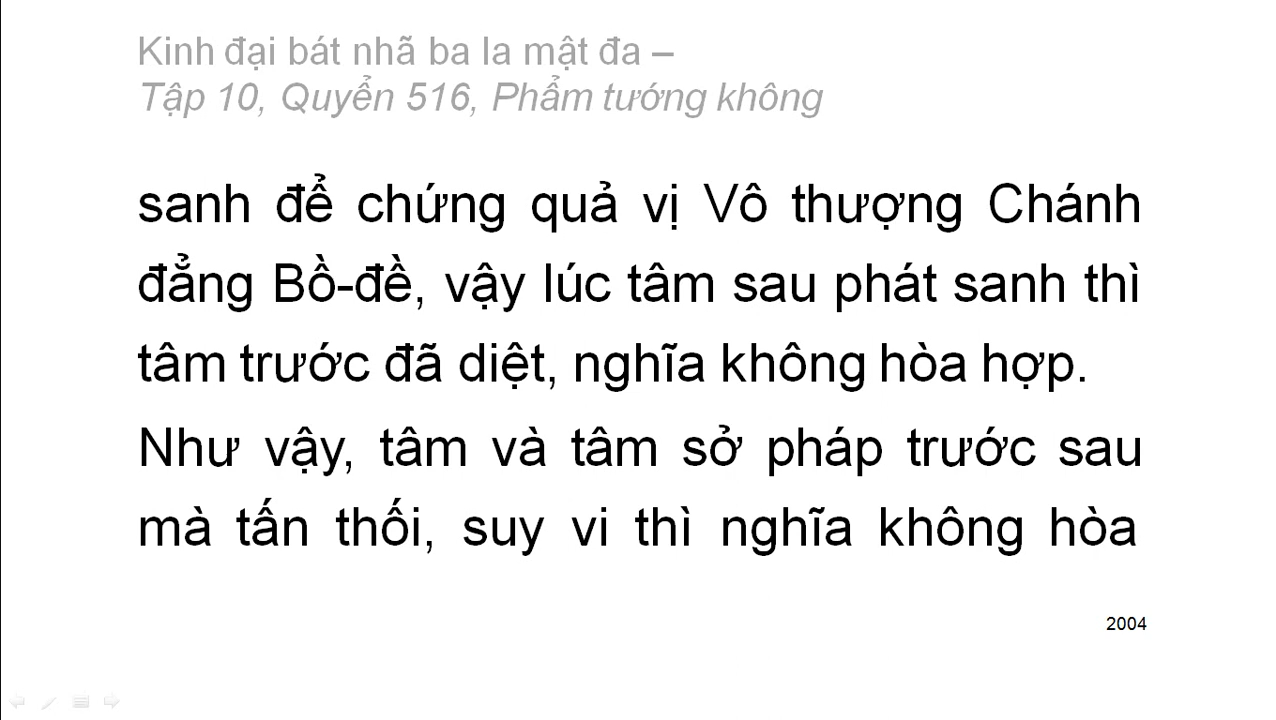 Kinh đại bát nhã ba la mật đa –
Tập 10, Quyển 516, Phẩm tướng không
sanh để chứng quả vị Vô thượng Chánh
đẳng Bồ-đề, vậy lúc tâm sau phát sanh thì
tâm trước đã diệt, nghĩa không hòa hợp.
Như vậy, tâm và tâm sở pháp trước sau
mà tấn thối, suy vi thì nghĩa không hòa
2004